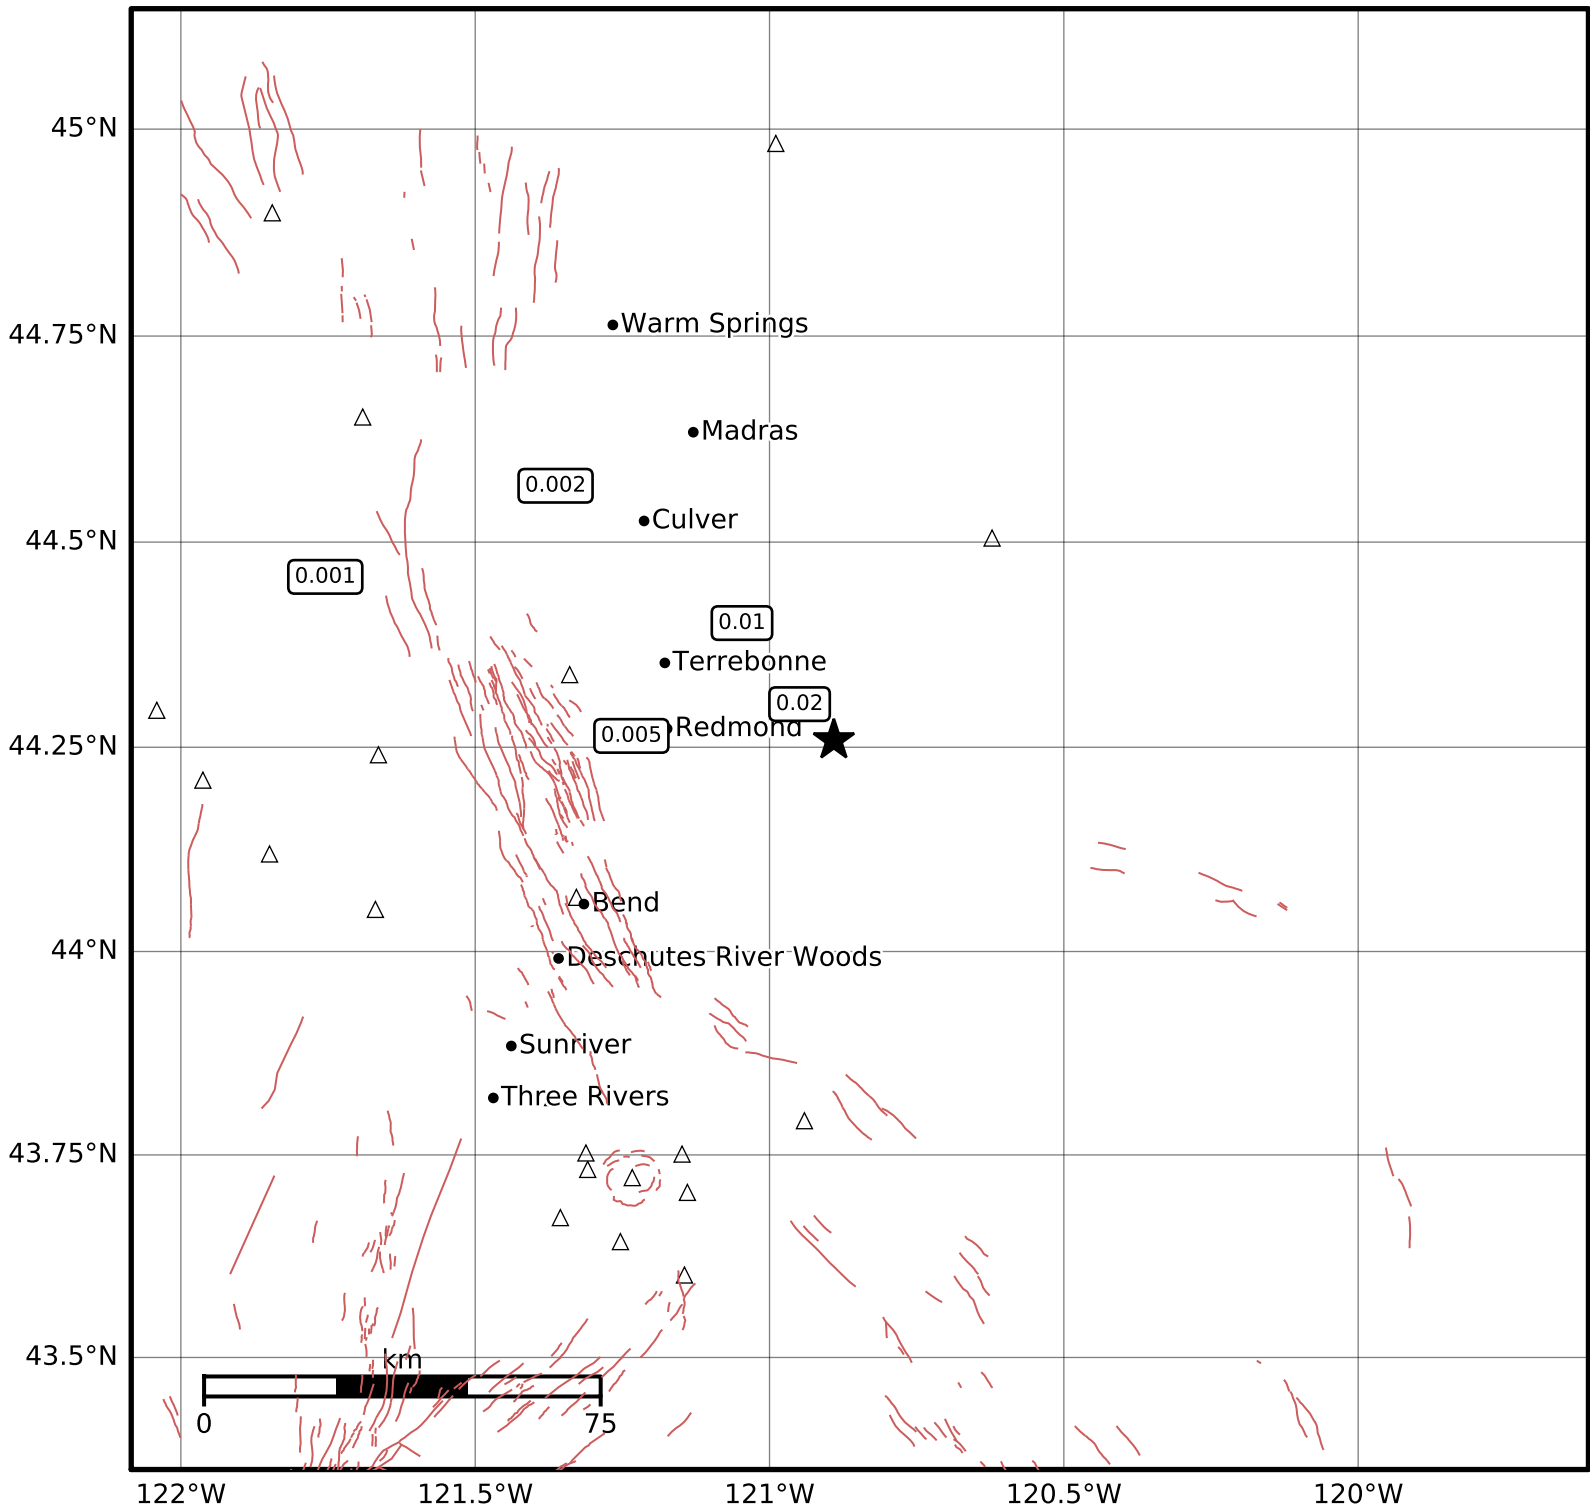 45°N
Warm Springs
44.75°N
Madras
0.002
Culver
44.5°N
0.001
0.01
Terrebonne
0.02
0.005
Redmond
44.25°N
Bend
44°N
Deschutes River Woods
Sunriver
Three Rivers
43.75°N
43.5°N
km
0
75
122°W
121.5°W
121°W
120.5°W
120°W